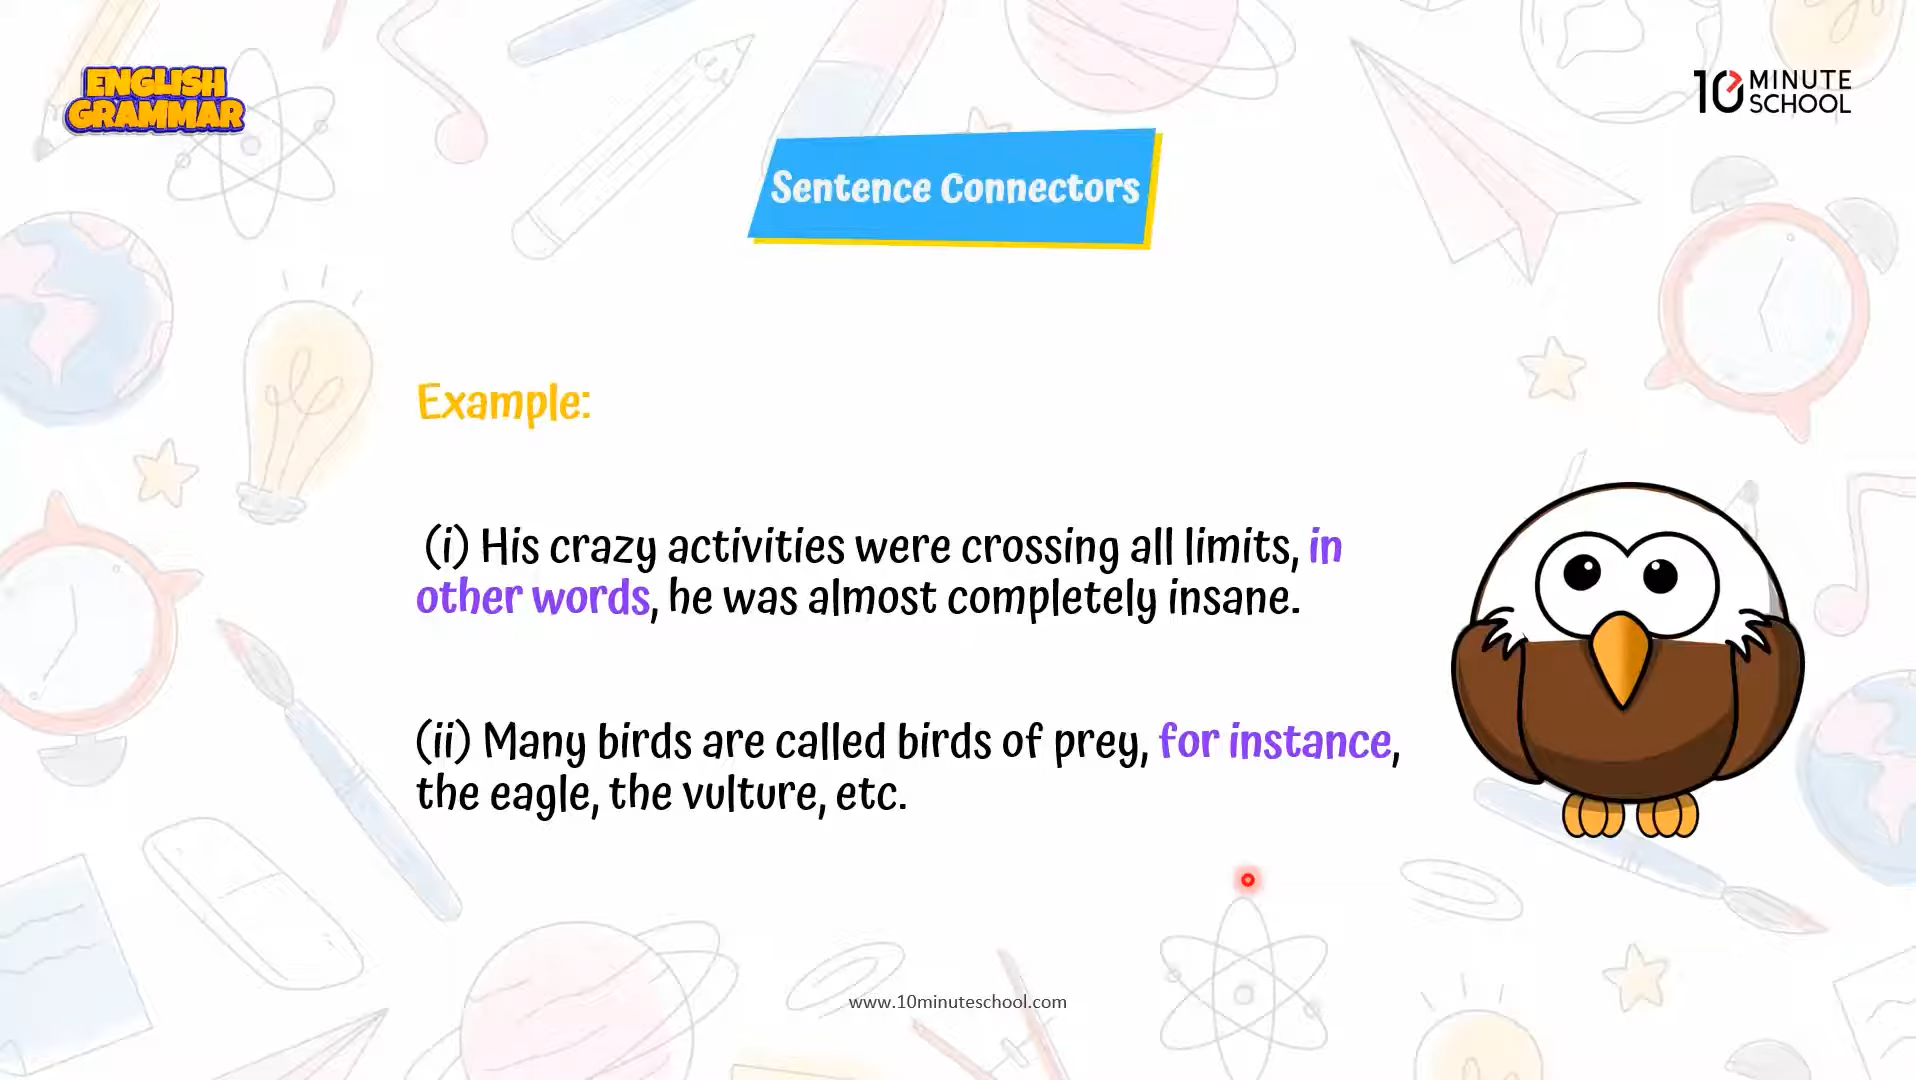 ENGLISH
GRAMMAR
10 MINUTE
SCHOOL
Sentence Connectors
Example:
(i) His crazy activities were crossing all limits, in
other words, he was almost completely insane.
(ii) Many birds are called birds of prey, for instance,
the eagle, the vulture, etc.
www.10minuteschool.com